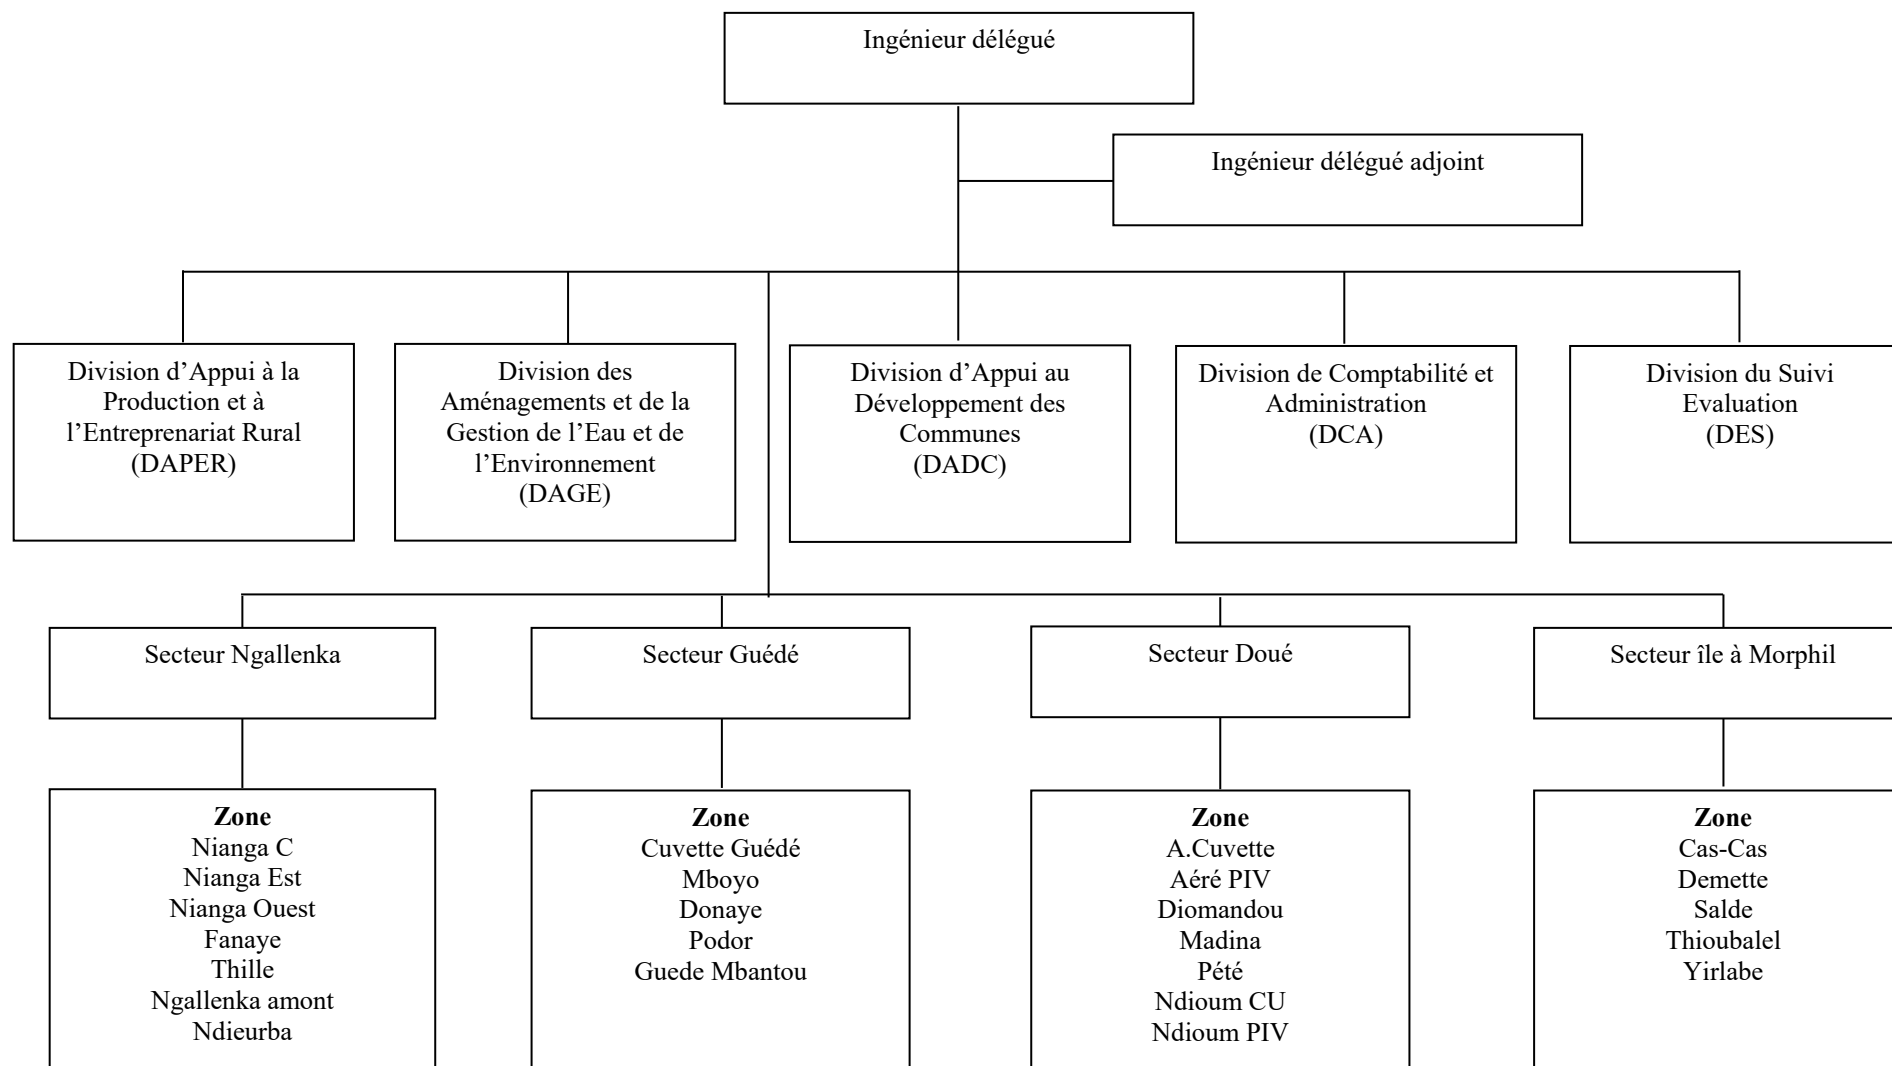 Ingénieur délégué
Ingénieur délégué adjoint
Division d’Appui à la
Production et à
l’Entreprenariat Rural
(DAPER)
Division des
Aménagements et de la
Gestion de l’Eau et de
l’Environnement
(DAGE)
Division d’Appui au
Développement des
Communes
(DADC)
Division de Comptabilité et
Administration
(DCA)
Division du Suivi
Evaluation
(DES)
Secteur Ngallenka
Secteur Guédé
Secteur Doué
Secteur île à Morphil
Zone
Nianga C
Nianga Est
Nianga Ouest
Fanaye
Thille
Ngallenka amont
Ndieurba
Zone
Cuvette Guédé
Mboyo
Donaye
Podor
Guede Mbantou
Zone
A.Cuvette
Aéré PIV
Diomandou
Madina
Pété
Ndioum CU
Ndioum PIV
Zone
Cas-Cas
Demette
Salde
Thioubalel
Yirlabe